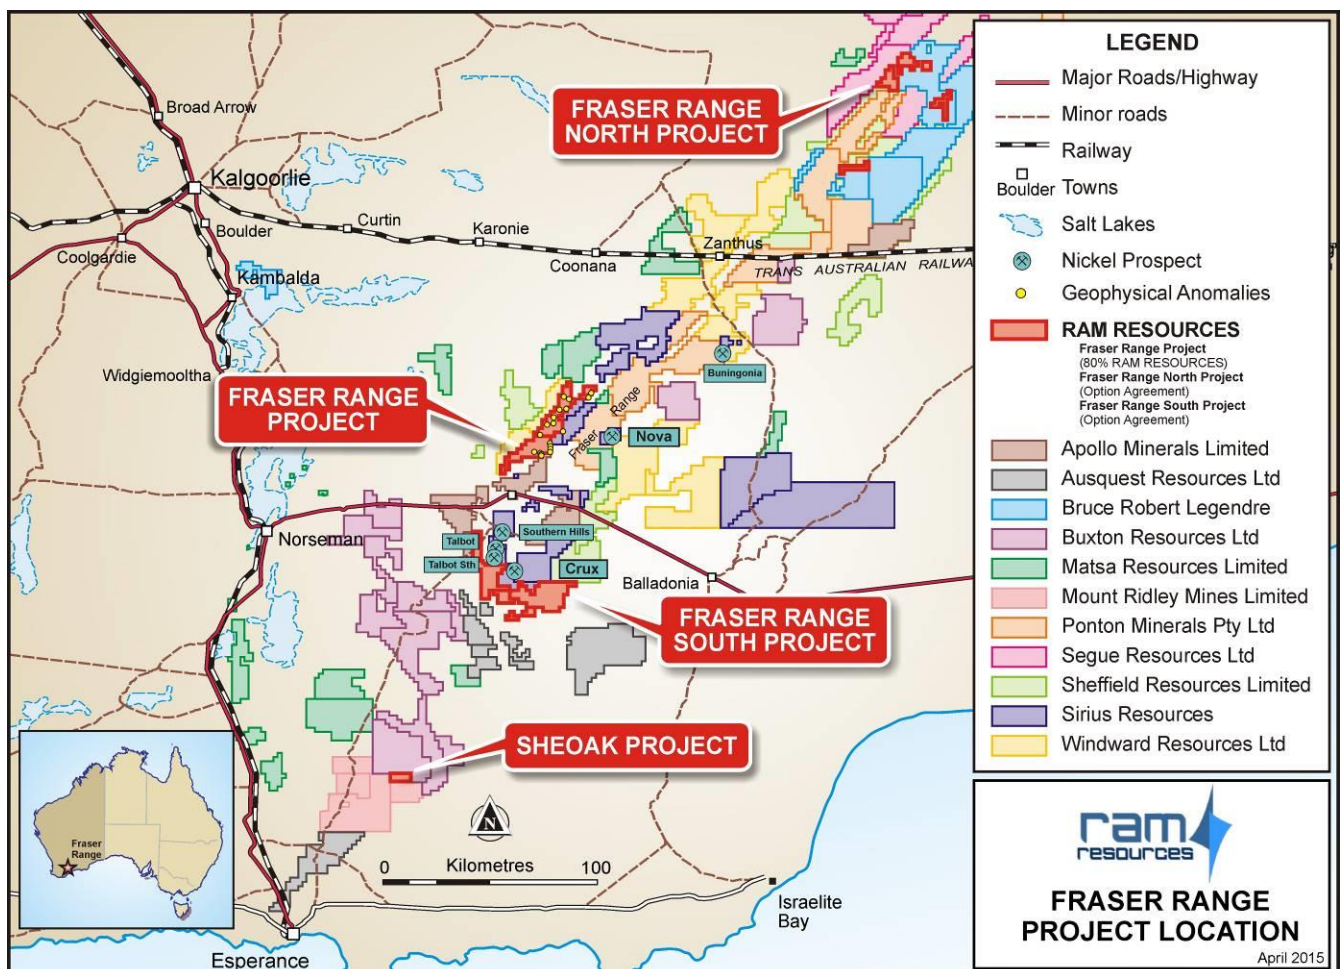 Broad Arrow
Kalgoorlie
Boulder
Coolgardie
Kambalda
Curtin
Karonie
Coonana
Zanthus
TRANS AUSTRALIAN RAILWA
FRASER RANGE
NORTH PROJECT
Widgiemooltha
FRASER RANGE
PROJECT
Buningonia
Fraser Range
Nova
Norseman
Talbot
Southern Hills
Talbot Sth
Crux
Balladonia
FRASER RANGE
SOUTH PROJECT
SHEOAK PROJECT
N
0 Kilometres 100
Israelite
Bay
Esperance
Fraser
Range
LEGEND
Major Roads/Highway
Minor roads
Railway
Boulder Towns
Salt Lakes
Nickel Prospect
Geophysical Anomalies
RAM RESOURCES
Fraser Range Project
(80% RAM RESOURCES)
Fraser Range North Project
(Option Agreement)
Fraser Range South Project
(Option Agreement)
Apollo Minerals Limited
Ausquest Resources Ltd
Bruce Robert Legendre
Buxton Resources Ltd
Matsa Resources Limited
Mount Ridley Mines Limited
Ponton Minerals Pty Ltd
Segue Resources Ltd
Sheffield Resources Limited
Sirius Resources
Windward Resources Ltd
ram
resources
FRASER RANGE
PROJECT LOCATION
April 2015